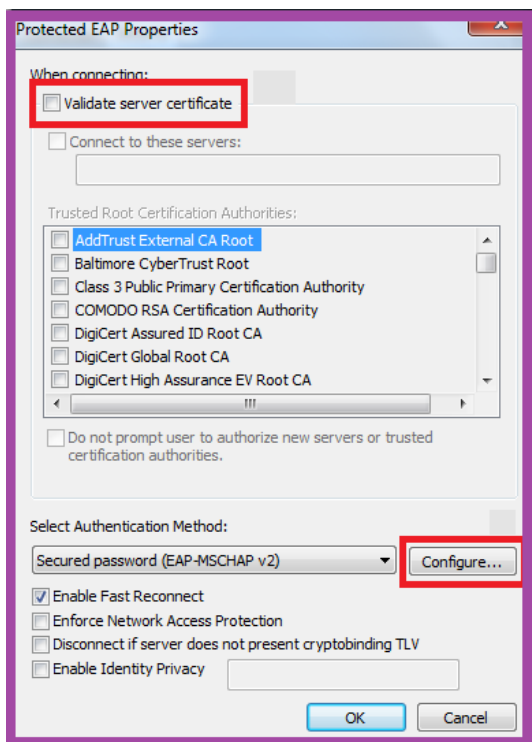 Protected EAP Properties
When connecting:
Validate server certificate
Connect to these servers:
Trusted Root Certification Authorities:
AddTrust External CA Root
Baltimore CyberTrust Root
Class 3 Public Primary Certification Authority
COMODO RSA Certification Authority
DigiCert Assured ID Root CA
DigiCert Global Root CA
DigiCert High Assurance EV Root CA
Do not prompt user to authorize new servers or trusted
certification authorities.
Select Authentication Method:
Secured password (EAP-MSCHAP v2)
Configure...
Enable Fast Reconnect
Enforce Network Access Protection
Disconnect if server does not present cryptobinding TLV
Enable Identity Privacy
OK
Cancel